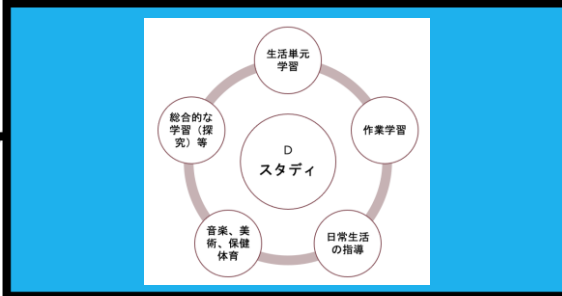 生活単元
学習
総合的な
学習（探
究）等
作業学習
D
スタディ
音楽、美
術、保健
体育
日常生活
の指導